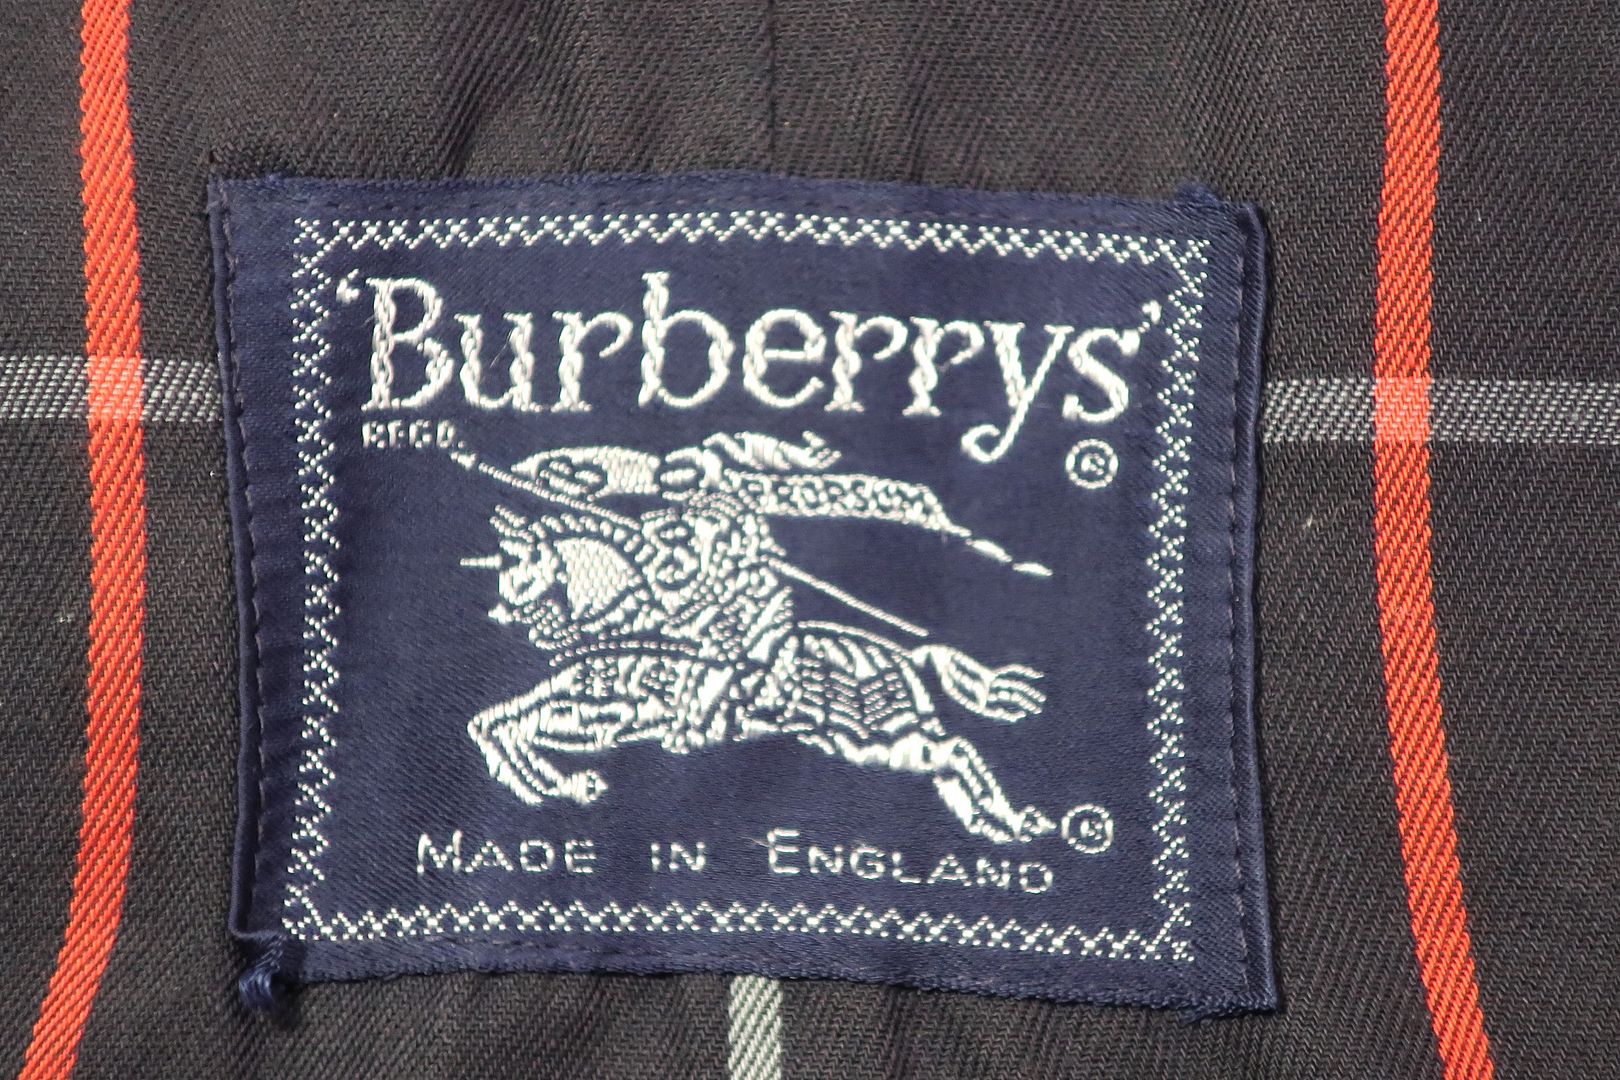 ‘Burberrys’
REGD.
®
PRORSUM
®
MADE IN ENGLAND